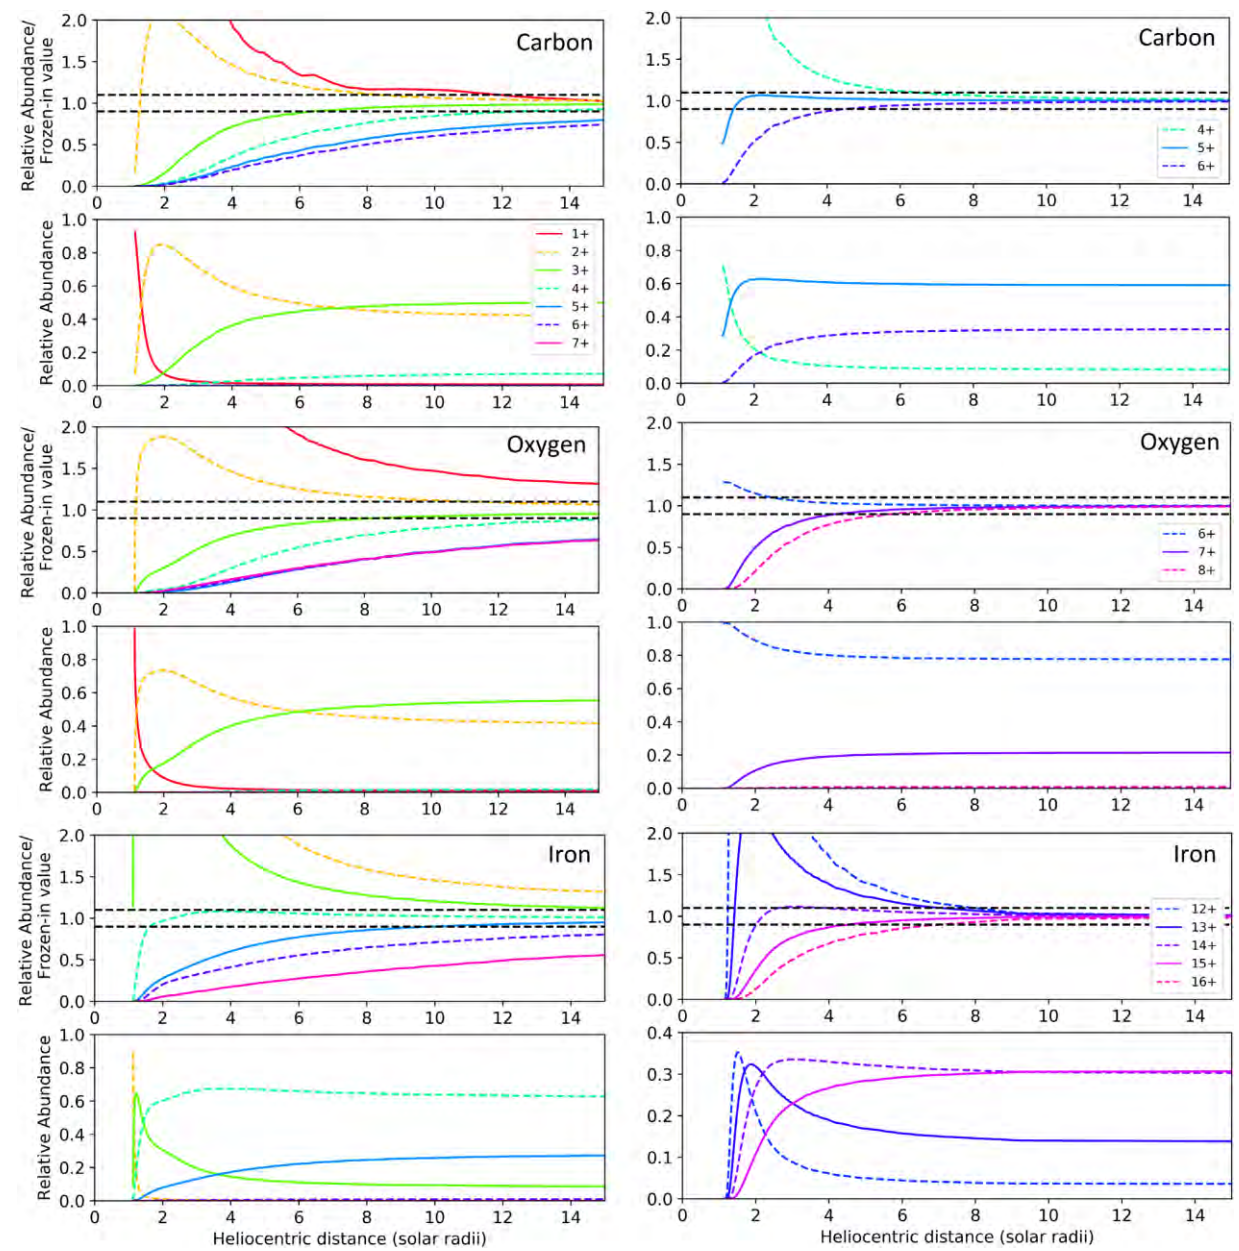 Relative Abundance/
Frozen-in value
2.0
1.5
1.0
0.5
0.0
Carbon
0 2 4 6 8 10 12 14
2.0
1.5
1.0
0.5
0.0
Carbon
4+
5+
6+
0 2 4 6 8 10 12 14
Relative Abundance
1.0
0.8
0.6
0.4
0.2
0.0
1+
2+
3+
4+
5+
6+
7+
0 2 4 6 8 10 12 14
1.0
0.8
0.6
0.4
0.2
0.0
0 2 4 6 8 10 12 14
Relative Abundance/
Frozen-in value
2.0
1.5
1.0
0.5
0.0
Oxygen
0 2 4 6 8 10 12 14
2.0
1.5
1.0
0.5
0.0
Oxygen
6+
7+
8+
0 2 4 6 8 10 12 14
Relative Abundance
1.0
0.8
0.6
0.4
0.2
0.0
0 2 4 6 8 10 12 14
1.0
0.8
0.6
0.4
0.2
0.0
0 2 4 6 8 10 12 14
Relative Abundance/
Frozen-in value
2.0
1.5
1.0
0.5
0.0
Iron
0 2 4 6 8 10 12 14
2.0
1.5
1.0
0.5
0.0
Iron
12+
13+
14+
15+
16+
0 2 4 6 8 10 12 14
Relative Abundance
1.0
0.8
0.6
0.4
0.2
0.0
0 2 4 6 8 10 12 14
Heliocentric distance (solar radii)
0.4
0.3
0.2
0.1
0.0
0 2 4 6 8 10 12 14
Heliocentric distance (solar radii)